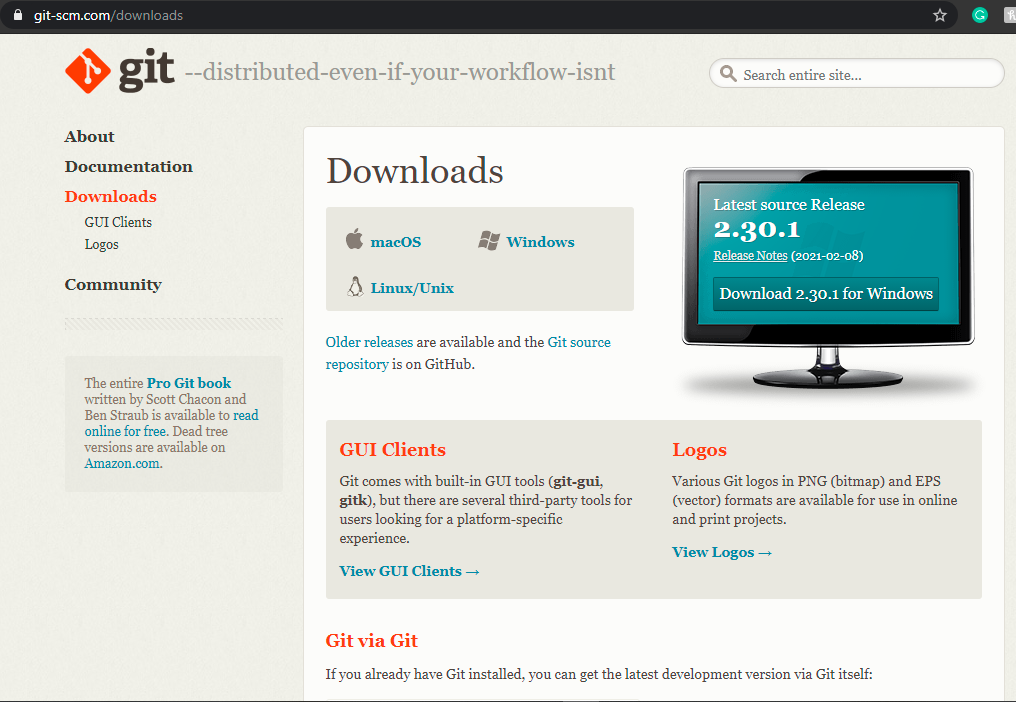 git-scm.com/downloads
git --distributed-even-if-your-workflow-isnt
Search entire site...
About
Documentation
Downloads
GUI Clients
Logos
Community
The entire Pro Git book
written by Scott Chacon and
Ben Straub is available to read
online for free. Dead tree
versions are available on
Amazon.com.
Downloads
macOS
Windows
Linux/Unix
Older releases are available and the Git source
repository is on GitHub.
Latest source Release
2.30.1
Release Notes (2021-02-08)
Download 2.30.1 for Windows
GUI Clients
Git comes with built-in GUI tools (git-gui,
gitk), but there are several third-party tools for
users looking for a platform-specific
experience.
View GUI Clients →
Logos
Various Git logos in PNG (bitmap) and EPS
(vector) formats are available for use in online
and print projects.
View Logos →
Git via Git
If you already have Git installed, you can get the latest development version via Git itself: